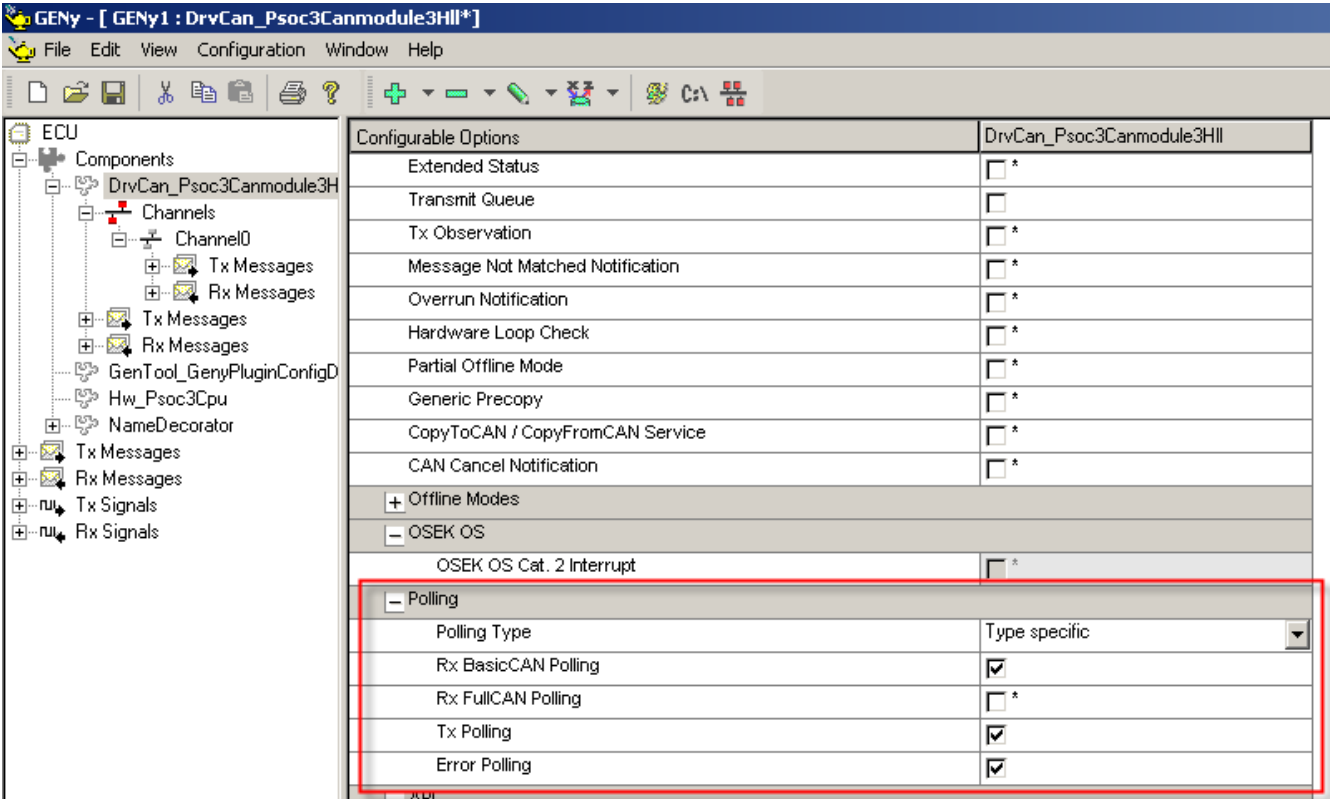 GENy - [ GENy1 : DrvCan_Psoc3Canmodule3Hll*]
File Edit View Configuration Window Help
C:\
ECU
Components
DrvCan_Psoc3Canmodule3H
Channels
Channel0
Tx Messages
Rx Messages
Tx Messages
Rx Messages
GenTool_GenyPluginConfigD
Hw_Psoc3Cpu
NameDecorator
Tx Messages
Rx Messages
Tx Signals
Rx Signals
Configurable Options DrvCan_Psoc3Canmodule3Hll
Extended Status *
Transmit Queue
Tx Observation *
Message Not Matched Notification *
Overrun Notification *
Hardware Loop Check *
Partial Offline Mode *
Generic Precopy *
CopyToCAN / CopyFromCAN Service *
CAN Cancel Notification *
Offline Modes
OSEK OS
OSEK OS Cat. 2 Interrupt *
Polling
Polling Type Type specific
Rx BasicCAN Polling
Rx FullCAN Polling *
Tx Polling
Error Polling